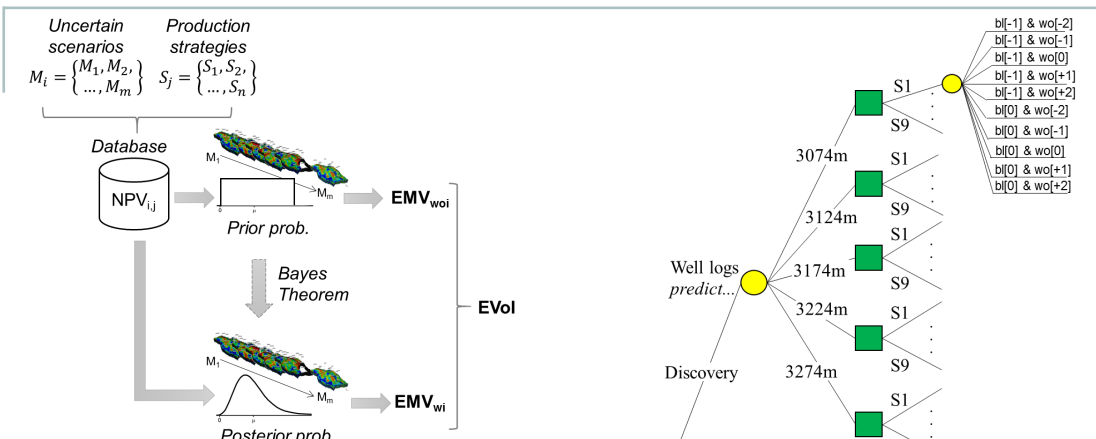 Uncertain scenarios
Production strategies
M_i = {M_1, M_2, ..., M_m}
S_j = {S_1, S_2, ..., S_n}
Database
NPV_i,j
M_1
M_m
0 μ
Prior prob.
EMV_woi
Bayes
Theorem
EVoI
M_1
M_m
0 μ
Posterior prob.
EMV_wi
bl[-1] & wo[-2]
bl[-1] & wo[-1]
bl[-1] & wo[0]
bl[-1] & wo[+1]
bl[-1] & wo[+2]
bl[0] & wo[-2]
bl[0] & wo[-1]
bl[0] & wo[0]
bl[0] & wo[+1]
bl[0] & wo[+2]
S1
S9
3074m
S1
S9
3124m
S1
S9
3174m
Well logs
predict...
3224m
S1
S9
3274m
Discovery
S1